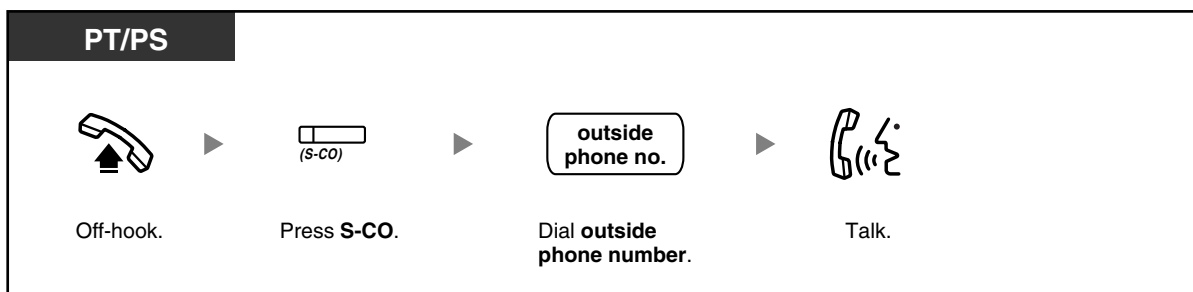 PT/PS
(S-CO)
outside
phone no.
Off-hook.
Press S-CO.
Dial outside
phone number.
Talk.